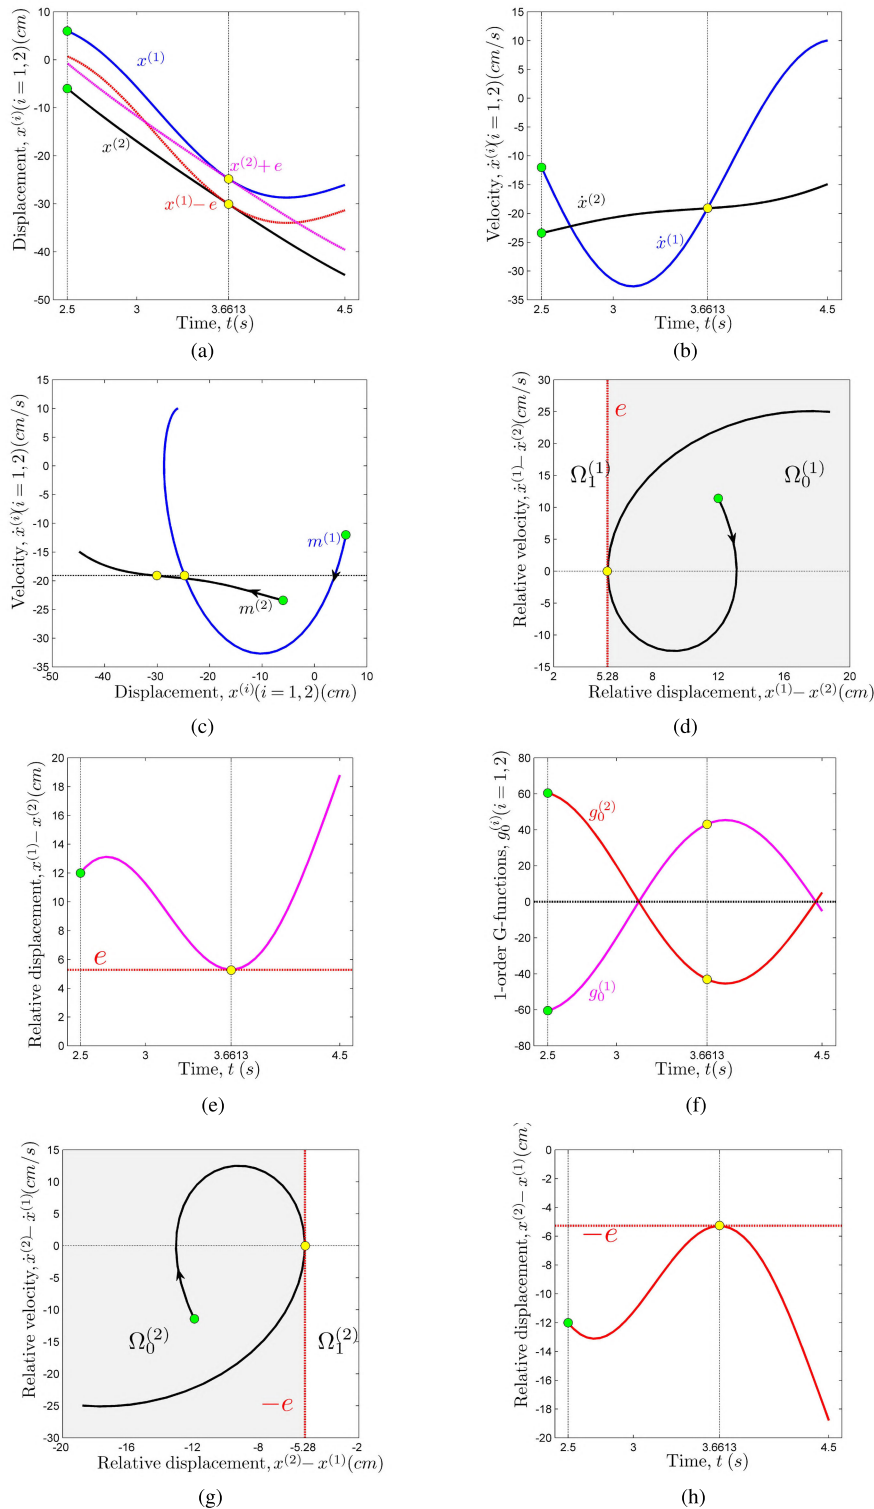 Displacement, x^{(i)}(i = 1, 2)(cm)
10
0
-10
-20
-30
-40
-50
x^{(1)}
x^{(2)}
x^{(2)}+ e
x^{(1)}− e
2.5
3
3.6613
4.5
Time, t(s)
(a)
Velocity, ẋ^{(i)}(i = 1, 2)(cm/s)
15
10
5
0
-5
-10
-15
-20
-25
-30
-35
ẋ^{(2)}
ẋ^{(1)}
2.5
3
3.6613
4.5
Time, t(s)
(b)
Velocity, ẋ^{(i)}(i = 1, 2)(cm/s)
15
10
5
0
-5
-10
-15
-20
-25
-30
-35
m^{(1)}
m^{(2)}
-50
-40
-30
-20
-10
0
10
Displacement, x^{(i)}(i = 1, 2)(cm)
(c)
Relative velocity, ẋ^{(1)}− ẋ^{(2)}(cm/s)
30
25
20
15
10
5
0
-5
-10
-15
e
Ω_1^{(1)}
Ω_0^{(1)}
2
5.28
8
12
16
20
Relative displacement, x^{(1)}− x^{(2)}(cm)
(d)
Relative displacement, x^{(1)}− x^{(2)}(cm)
20
18
16
14
12
10
8
6
4
2
0
e
2.5
3
3.6613
4.5
Time, t (s)
(e)
1-order G-functions, g_0^{(i)}(i = 1, 2)
80
60
40
20
0
-20
-40
-60
-80
g_0^{(2)}
g_0^{(1)}
2.5
3
3.6613
4.5
Time, t(s)
(f)
Relative velocity, ẋ^{(2)}− ẋ^{(1)}(cm/s)
15
10
5
0
-5
-10
-15
-20
-25
-30
Ω_0^{(2)}
Ω_1^{(2)}
−e
-20
-16
-12
-8
-5.28
-2
Relative displacement, x^{(2)}− x^{(1)}(cm)
(g)
Relative displacement, x^{(2)}− x^{(1)}(cm)
0
-2
-4
-6
-8
-10
-12
-14
-16
-18
-20
−e
2.5
3
3.6613
4.5
Time, t (s)
(h)